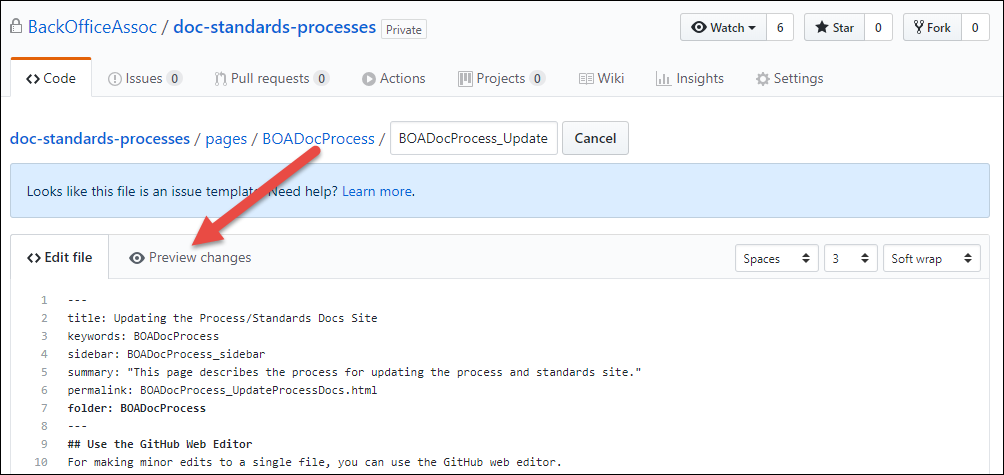 BackOfficeAssoc / doc-standards-processes Private Watch 6 Star 0 Fork 0
Code Issues 0 Pull requests 0 Actions Projects 0 Wiki Insights Settings
doc-standards-processes / pages / BOADocProcess / BOADocProcess_Update Cancel
Looks like this file is an issue template. Need help? Learn more.
<> Edit file Preview changes Spaces 3 Soft wrap
1 ---
2 title: Updating the Process/Standards Docs Site
3 keywords: BOADocProcess
4 sidebar: BOADocProcess_sidebar
5 summary: "This page describes the process for updating the process and standards site."
6 permalink: BOADocProcess_UpdateProcessDocs.html
7 folder: BOADocProcess
8 ---
9 ## Use the GitHub Web Editor
10 For making minor edits to a single file, you can use the GitHub web editor.